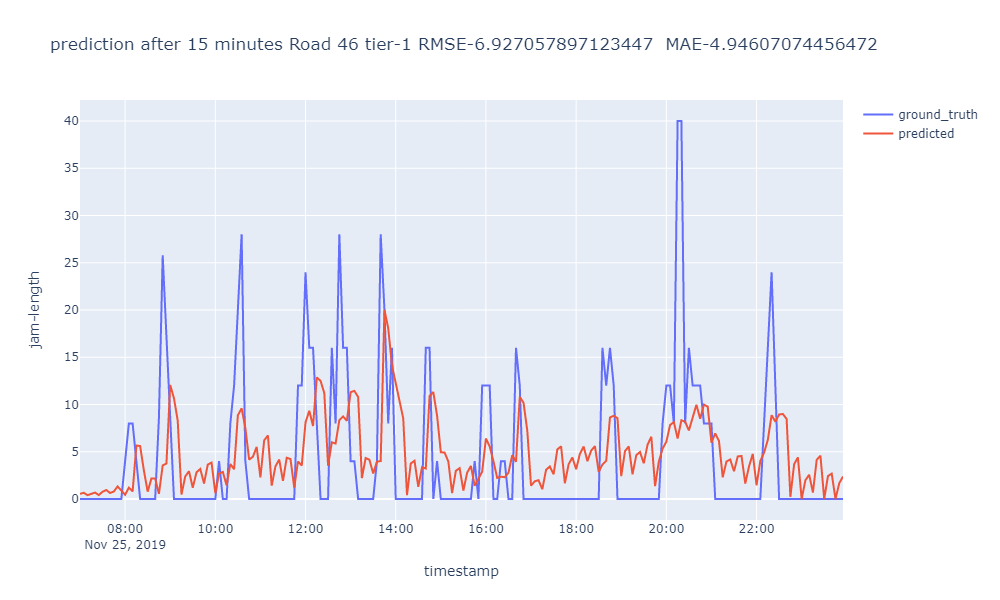 prediction after 15 minutes Road 46 tier-1 RMSE-6.927057897123447  MAE-4.94607074456472
ground_truth
predicted
40
35
30
25
20
15
10
5
0
jam-length
08:00 10:00 12:00 14:00 16:00 18:00 20:00 22:00
Nov 25, 2019
timestamp